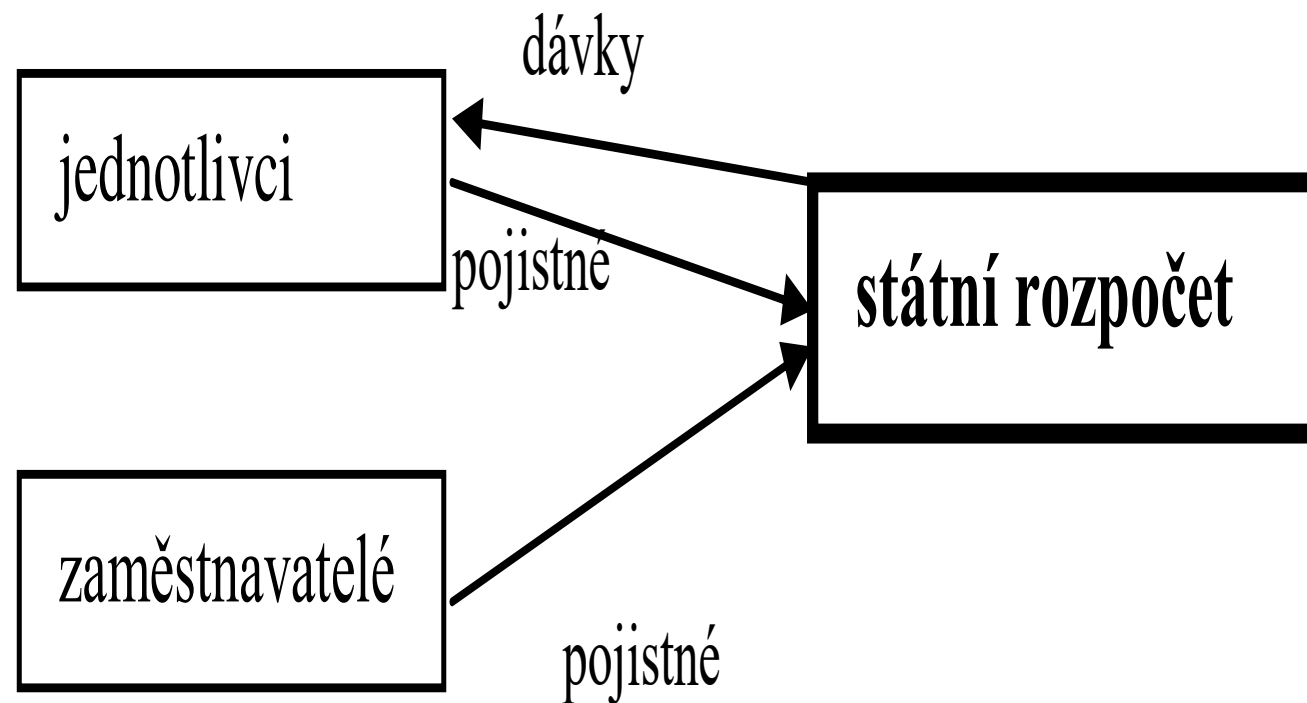 dávky
jednotlivci
pojistné
státní rozpočet
zaměstnavatelé
pojistné